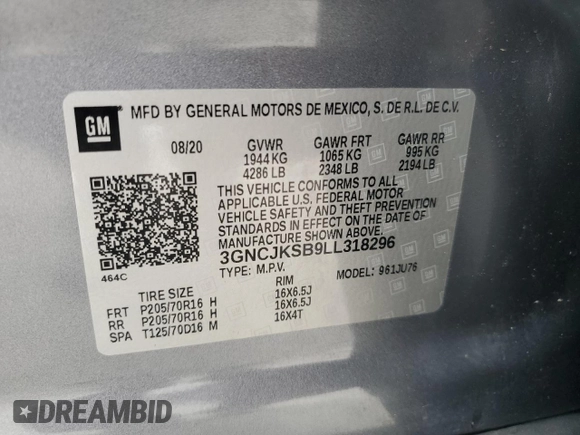 GM
MFD BY GENERAL MOTORS DE MEXICO, S. DE R.L. DE C.V.
08/20 GVWR GAWR FRT GAWR RR
1944 KG 1065 KG 995 KG
4286 LB 2348 LB 2194 LB
THIS VEHICLE CONFORMS TO ALL
APPLICABLE U.S. FEDERAL MOTOR
VEHICLE SAFETY AND THEFT PREVENTION
STANDARDS IN EFFECT ON THE DATE OF
MANUFACTURE SHOWN ABOVE.
3GNCJKSB9LL318296
464C
TYPE: M.P.V. MODEL: 961JU76
TIRE SIZE RIM
FRT P205/70R16 H 16X6.5J
RR P205/70R16 H 16X6.5J
SPA T125/70D16 M 16X4T
DREAMBID